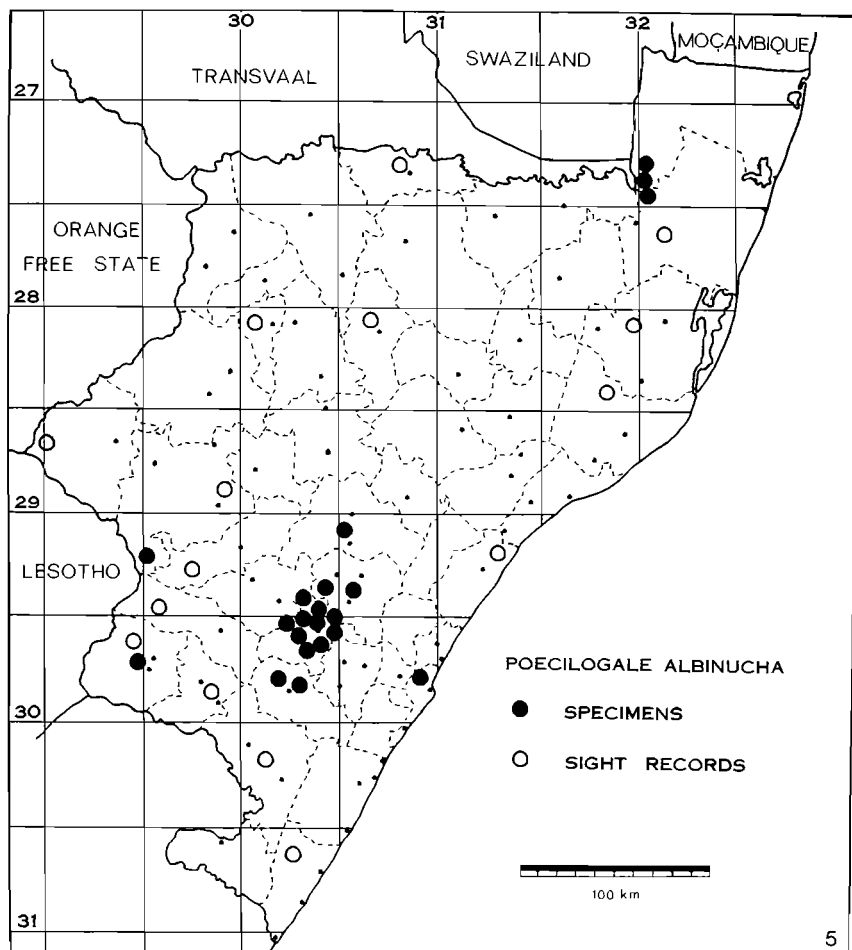 30 31 32
MOÇAMBIQUE
SWAZILAND
TRANSVAAL
27
ORANGE
FREE STATE
28
29
LESOTHO
POECILOGALE ALBINUCHA
SPECIMENS
30
SIGHT RECORDS
100 km
31
5